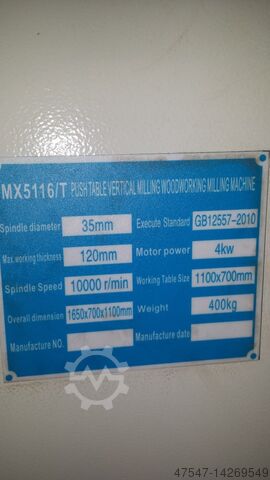 MX5116/T PUSH TABLE VERTICAL MILLING WOODWORKING MILLING MACHINE
Spindle diameter 35mm Execute Standard GB12557-2010
Max. working thickness 120mm Motor power 4kw
Spindle Speed 10000 r/min Working Table Size 1100x700mm
Overall dimension 1650x700x1100mm Weight 400kg
Manufacture NO. Manufacture date
47547-14269549